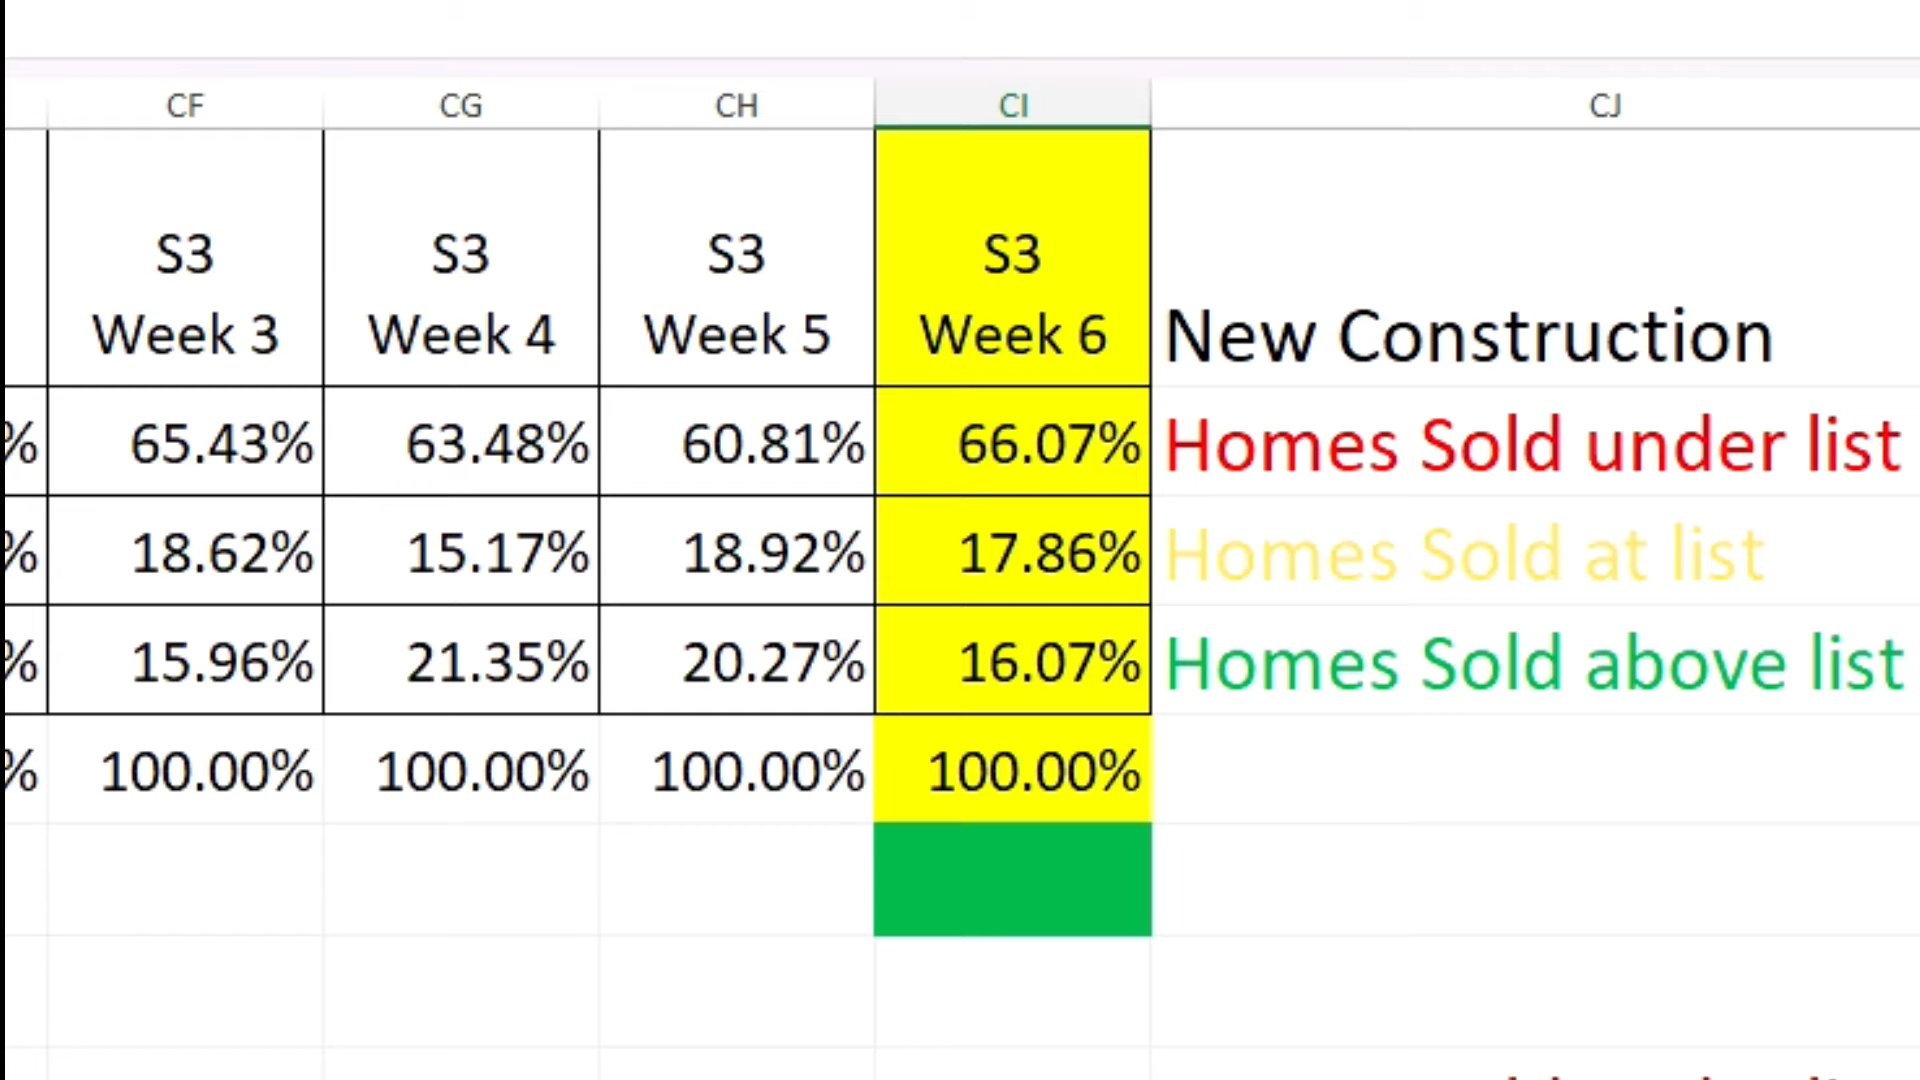 CF CG CH CI CJ
S3 S3 S3 S3
Week 3 Week 4 Week 5 Week 6 New Construction
% 65.43% 63.48% 60.81% 66.07% Homes Sold under list
% 18.62% 15.17% 18.92% 17.86% Homes Sold at list
% 15.96% 21.35% 20.27% 16.07% Homes Sold above list
% 100.00% 100.00% 100.00% 100.00%